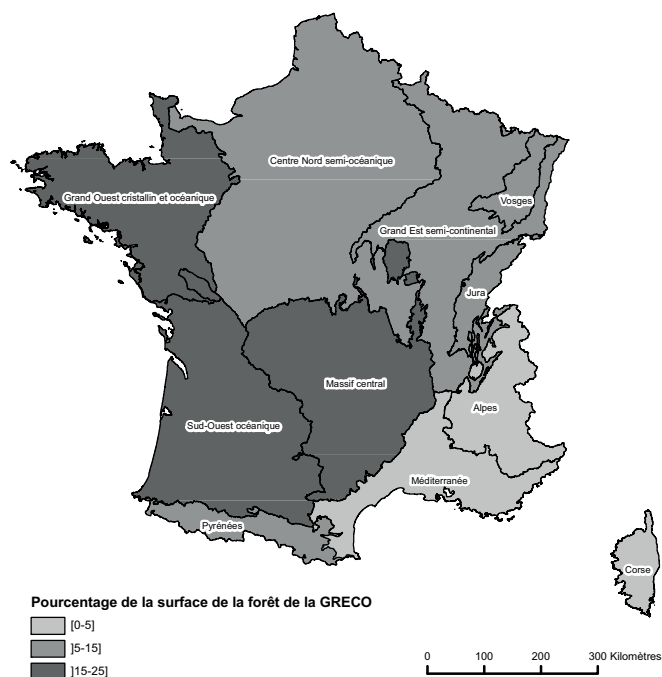 Centre Nord semi-océanique
Grand Ouest cristallin et océanique
Vosges
Grand Est semi-continental
Jura
Massif central
Alpes
Sud-Ouest océanique
Méditerranée
Pyrénées
Corse
Pourcentage de la surface de la forêt de la GRECO
[0-5]
]5-15]
]15-25]
0 100 200 300 Kilomètres